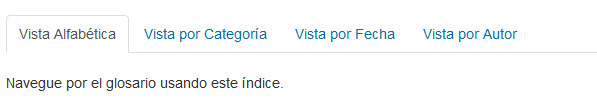 Vista Alfabética Vista por Categoría Vista por Fecha Vista por Autor
Navegue por el glosario usando este índice.